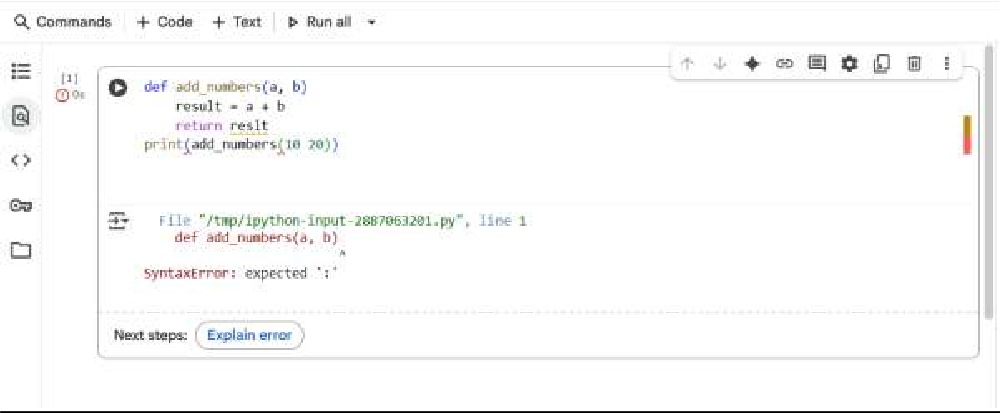 Commands + Code + Text Run all
[1]
0s
def add_numbers(a, b)
    result = a + b
    return reslt
print(add_numbers(10 20))
File "/tmp/ipython-input-2887063201.py", line 1
    def add_numbers(a, b)
                         ^
SyntaxError: expected ':'
Next steps: Explain error